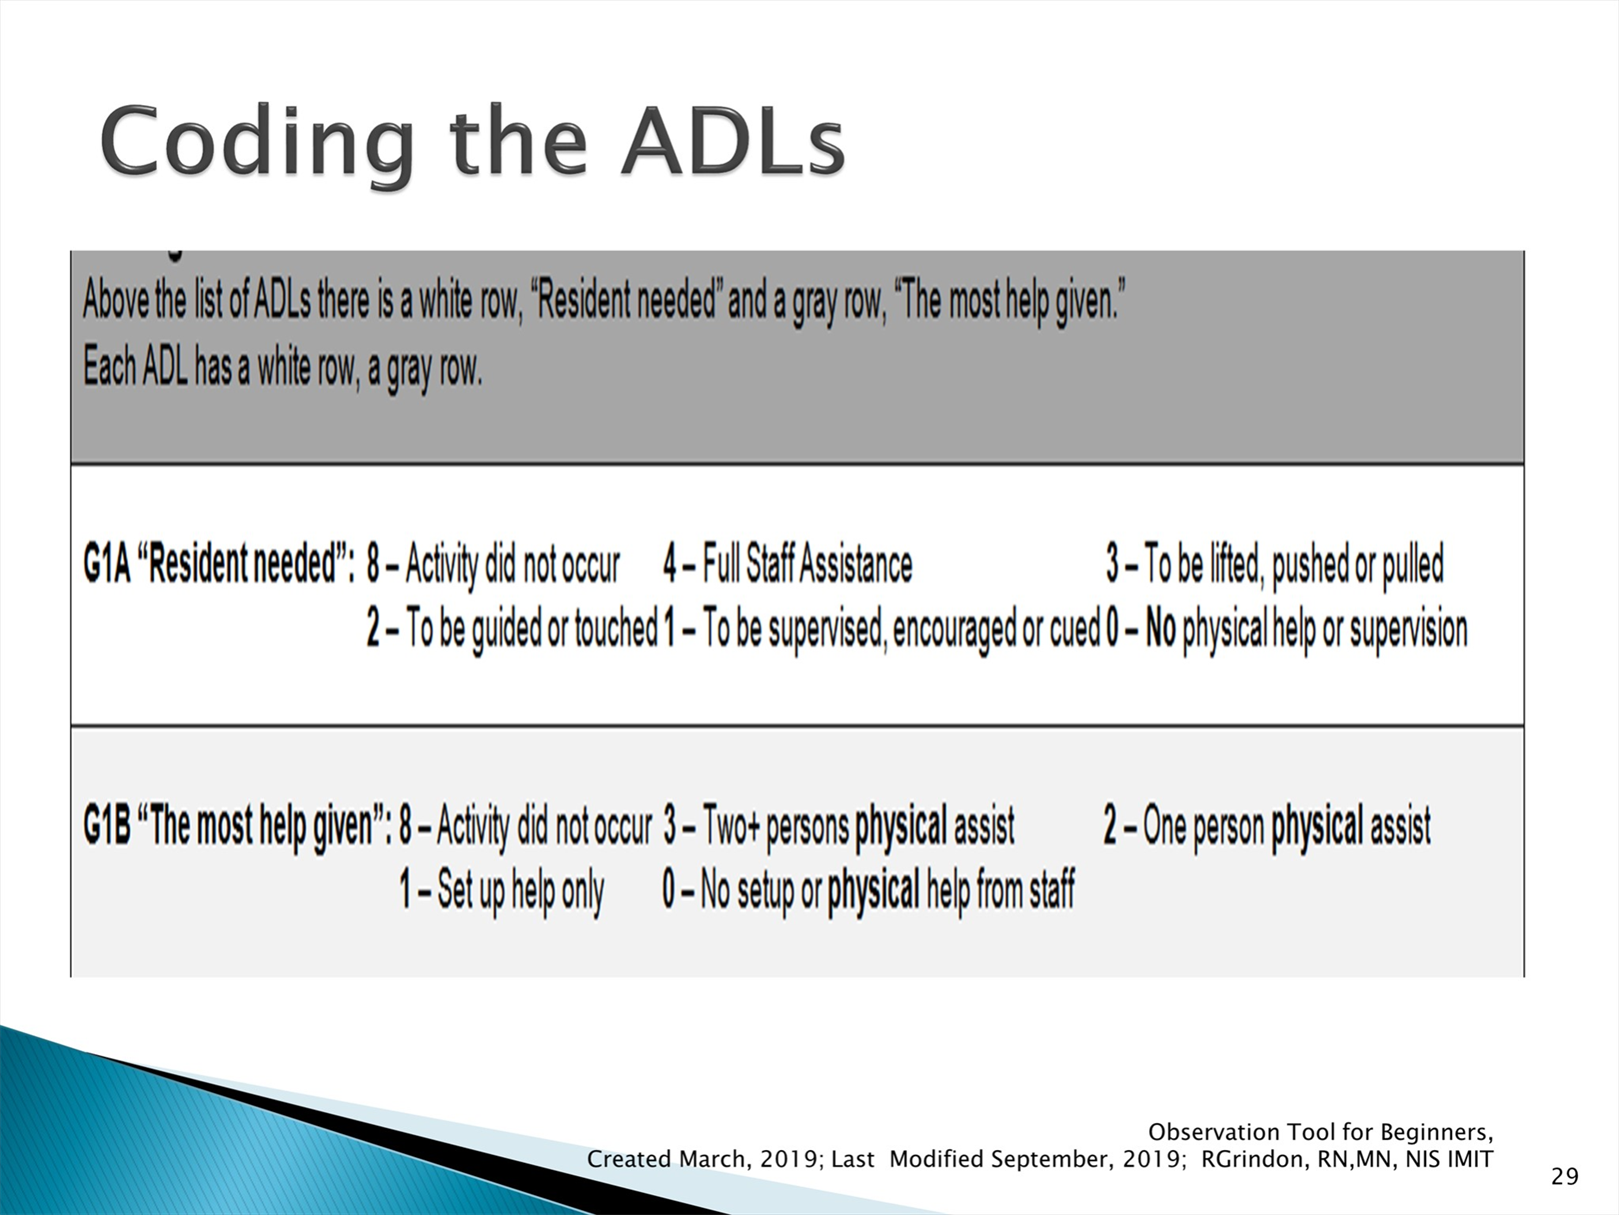 Coding the ADLs
Above the list of ADLs there is a white row, “Resident needed” and a gray row, “The most help given.”
Each ADL has a white row, a gray row.
G1A “Resident needed”: 8 – Activity did not occur 4 – Full Staff Assistance 3 – To be lifted, pushed or pulled
2 – To be guided or touched 1 – To be supervised, encouraged or cued 0 – No physical help or supervision
G1B “The most help given”: 8 – Activity did not occur 3 – Two+ persons physical assist 2 – One person physical assist
1 – Set up help only 0 – No setup or physical help from staff
Observation Tool for Beginners,
Created March, 2019; Last Modified September, 2019; RGrindon, RN,MN, NIS IMIT
29